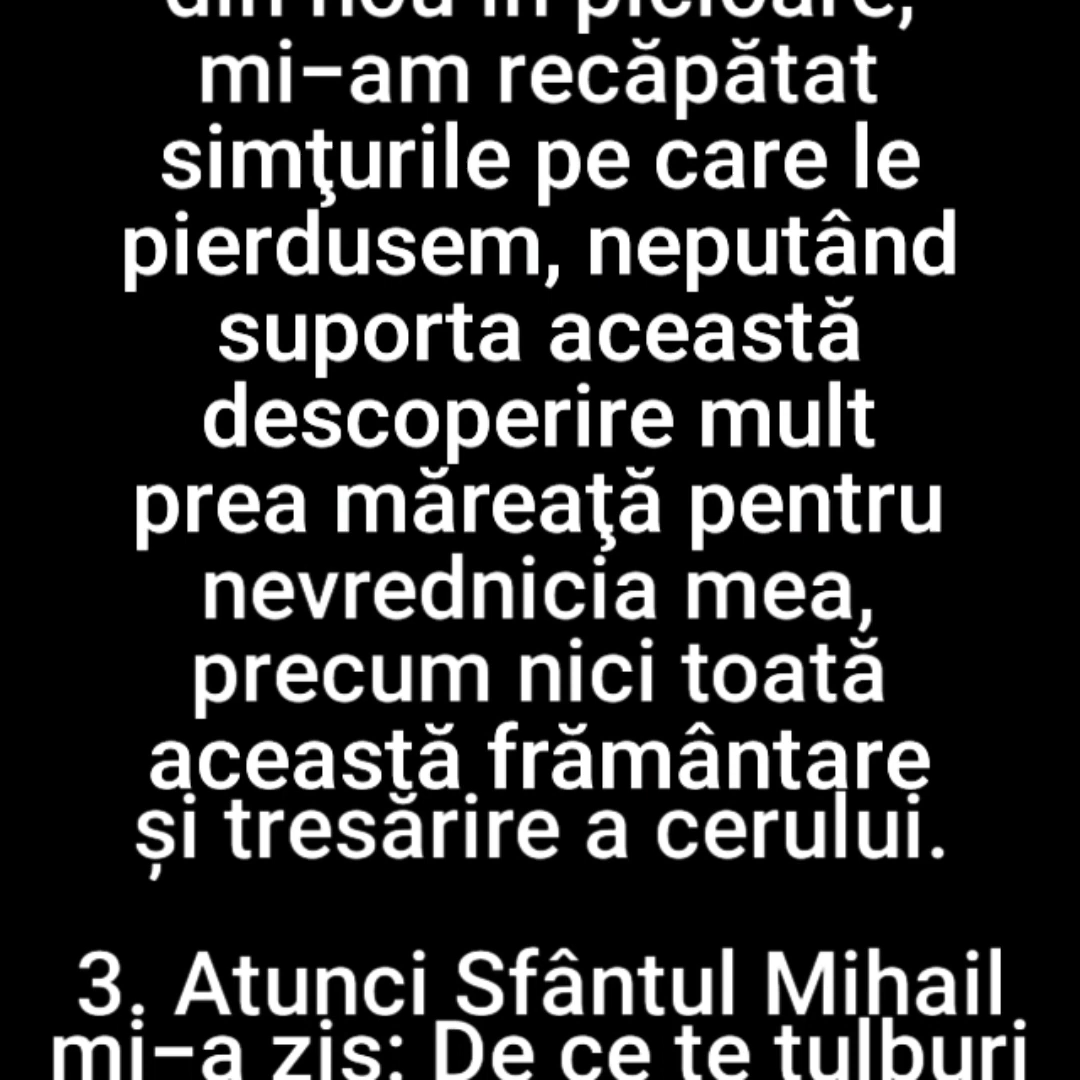 din nou în picioare,
mi-am recăpătat
simţurile pe care le
pierdusem, neputând
suporta această
descoperire mult
prea măreaţă pentru
nevrednicia mea,
precum nici toată
această frământare
și tresărire a cerului.
3. Atunci Sfântul Mihail
mi-a zis: De ce te tulburi